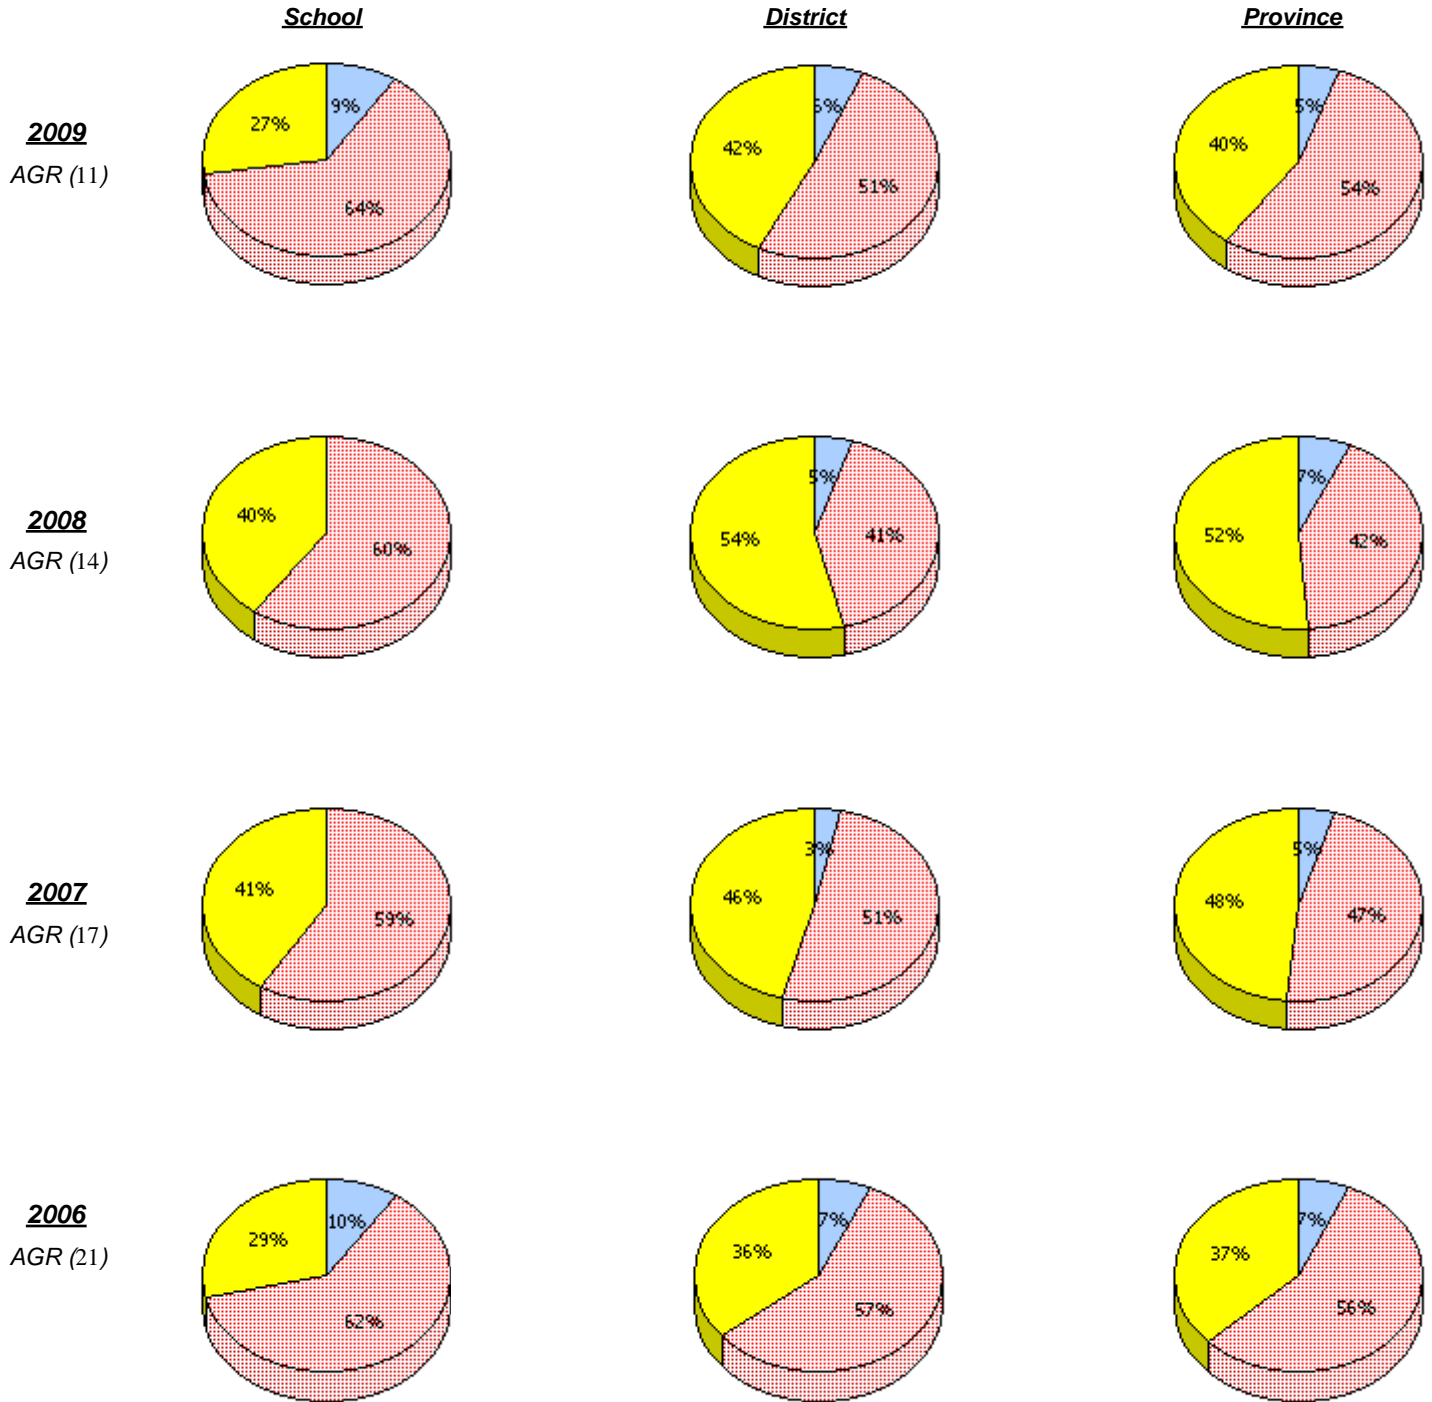 School District Province
2009
AGR (11)
27% 9% 64%
42% 6% 51%
40% 5% 54%
2008
AGR (14)
40% 60%
54% 5% 41%
52% 7% 42%
2007
AGR (17)
41% 59%
46% 3% 51%
48% 5% 47%
2006
AGR (21)
29% 10% 62%
36% 7% 57%
37% 7% 56%